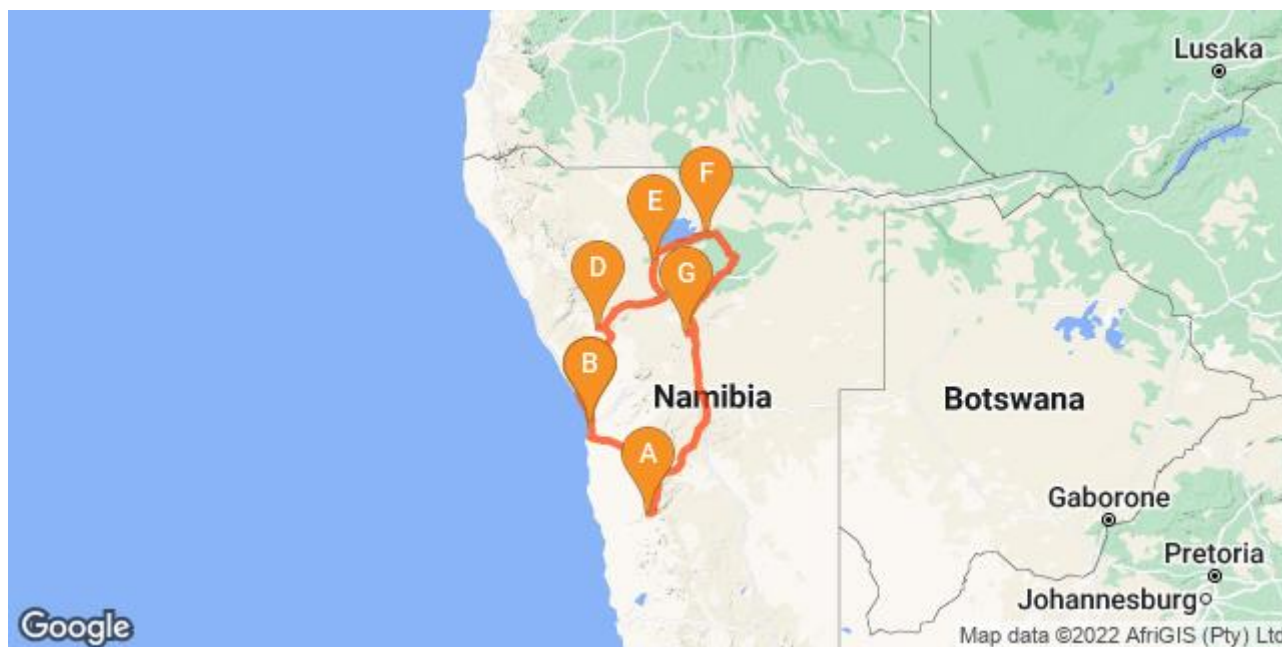 Lusaka
F
E
G
D
B
Namibia
Botswana
A
Gaborone
Pretoria
Johannesburg
Google
Map data ©2022 AfriGIS (Pty) Ltd